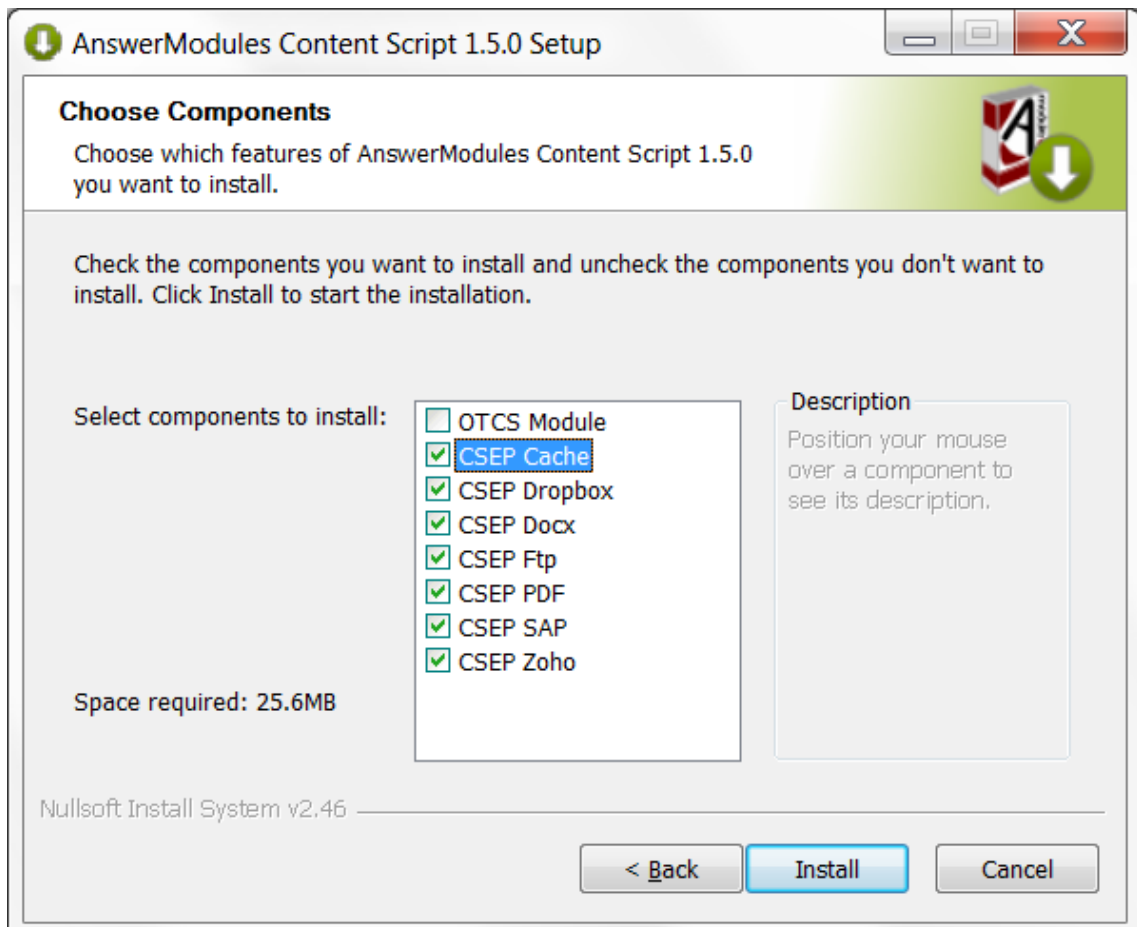 AnswerModules Content Script 1.5.0 Setup
Choose Components
Choose which features of AnswerModules Content Script 1.5.0
you want to install.
A
modules
Check the components you want to install and uncheck the components you don't want to
install. Click Install to start the installation.
Select components to install:
OTCS Module
CSEP Cache
CSEP Dropbox
CSEP Docx
CSEP Ftp
CSEP PDF
CSEP SAP
CSEP Zoho
Description
Position your mouse
over a component to
see its description.
Space required: 25.6MB
Nullsoft Install System v2.46
< Back
Install
Cancel